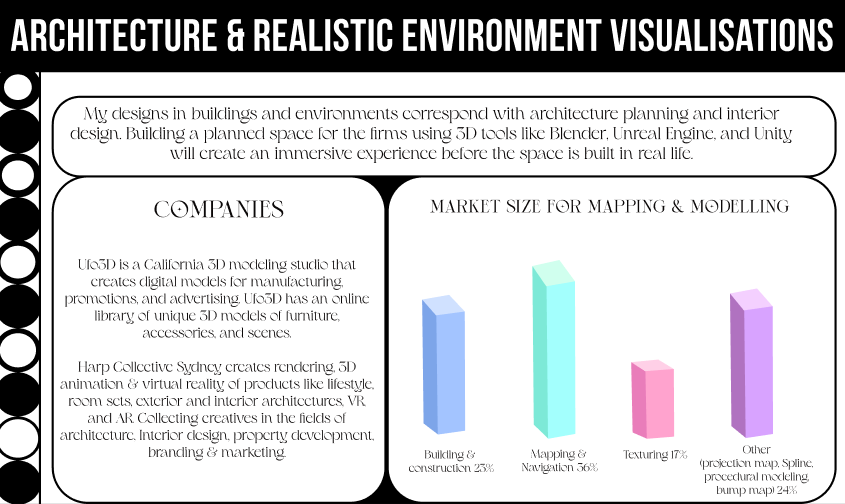 ARCHITECTURE & REALISTIC ENVIRONMENT VISUALISATIONS
My designs in buildings and environments correspond with architecture planning and interior
design. Building a planned space for the firms using 3D tools like Blender, Unreal Engine, and Unity
will create an immersive experience before the space is built in real life.
COMPANIES
Ufo3D is a California 3D modeling studio that
creates digital models for manufacturing,
promotions, and advertising. Ufo3D has an online
library of unique 3D models of furniture,
accessories, and scenes.
Harp Collective Sydney creates rendering, 3D
animation & virtual reality of products like lifestyle,
room sets, exterior and interior architectures, VR
and AR. Collecting creatives in the fields of
architecture, Interior design, property development,
branding & marketing.
MARKET SIZE FOR MAPPING & MODELLING
Building &
construction 23%
Mapping &
Navigation 36%
Texturing 17%
Other
(projection map, Spline,
procedural modeling,
bump map) 24%